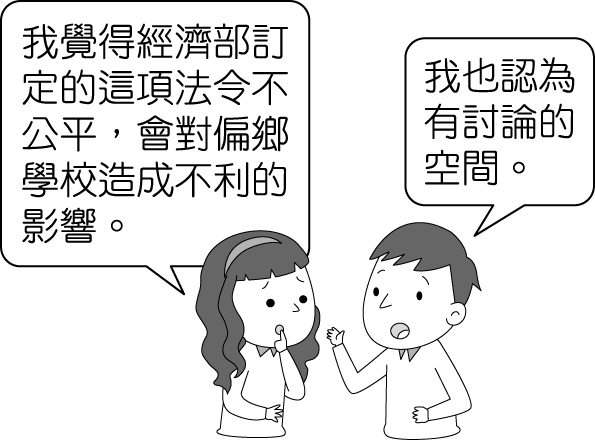 我覺得經濟部訂
定的這項法令不
公平，會對偏鄉
學校造成不利的
影響。
我也認為
有討論的
空間。